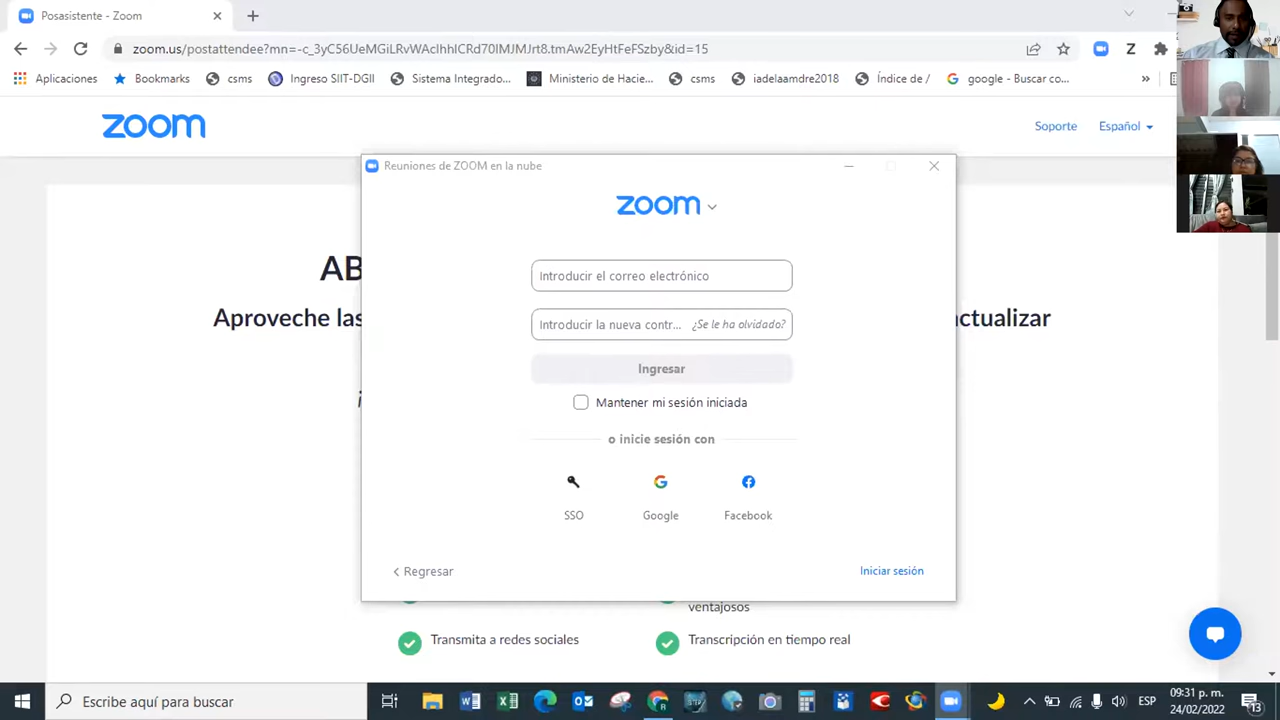 Posasistente - Zoom
zoom.us/postattendee?mn=-c_3yC56UeMGiLRvWAcIhhlCRd70lMJMJrt8.tmAw2EyHtFeFSzby&id=15
Aplicaciones Bookmarks csms Ingreso SIIT-DGII Sistema Integrado... Ministerio de Hacie... csms iadelaamdre2018 Índice de / google - Buscar co... »
zoom
Soporte Español
Reuniones de ZOOM en la nube
zoom
AB
Introducir el correo electrónico
Aproveche las
actualizar
Introducir la nueva contr... ¿Se le ha olvidado?
Ingresar
Mantener mi sesión iniciada
o inicie sesión con
SSO Google Facebook
Regresar Iniciar sesión
ventajosos
Transmita a redes sociales Transcripción en tiempo real
Escribe aquí para buscar
ESP
09:31 p. m.
24/02/2022
13